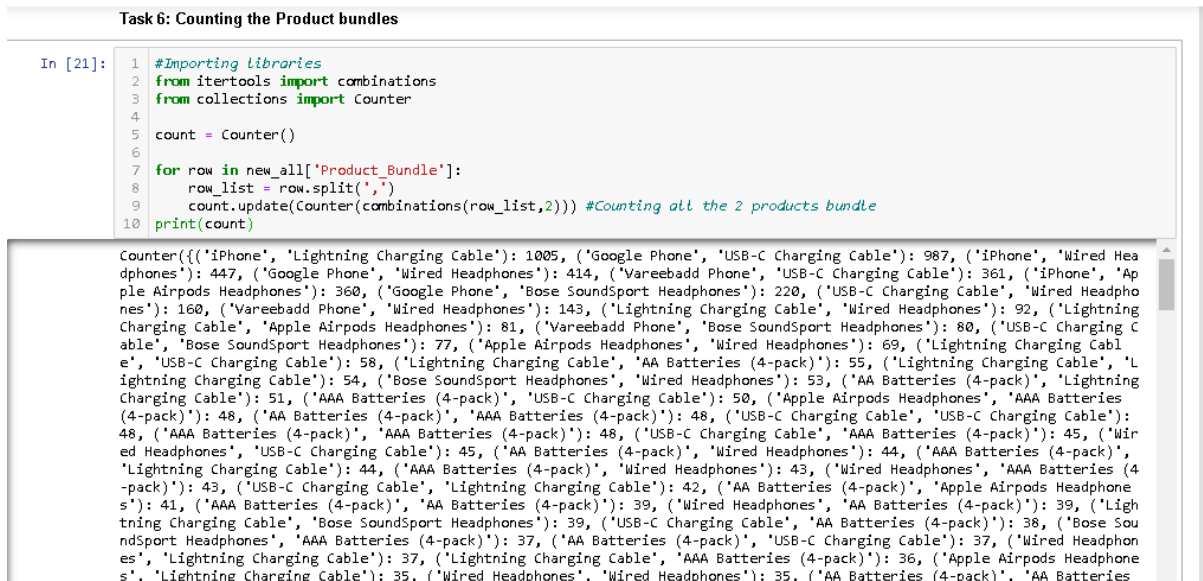 Task 6: Counting the Product bundles
In [21]:
1 #Importing libraries
2 from itertools import combinations
3 from collections import Counter
4
5 count = Counter()
6
7 for row in new_all['Product_Bundle']:
8     row_list = row.split(',')
9     count.update(Counter(combinations(row_list,2))) #Counting all the 2 products bundle
10 print(count)
Counter({('iPhone', 'Lightning Charging Cable'): 1005, ('Google Phone', 'USB-C Charging Cable'): 987, ('iPhone', 'Wired Hea
dphones'): 447, ('Google Phone', 'Wired Headphones'): 414, ('Vareebadd Phone', 'USB-C Charging Cable'): 361, ('iPhone', 'Ap
ple Airpods Headphones'): 360, ('Google Phone', 'Bose SoundSport Headphones'): 220, ('USB-C Charging Cable', 'Wired Headpho
nes'): 160, ('Vareebadd Phone', 'Wired Headphones'): 143, ('Lightning Charging Cable', 'Wired Headphones'): 92, ('Lightning
Charging Cable', 'Apple Airpods Headphones'): 81, ('Vareebadd Phone', 'Bose SoundSport Headphones'): 80, ('USB-C Charging C
able', 'Bose SoundSport Headphones'): 77, ('Apple Airpods Headphones', 'Wired Headphones'): 69, ('Lightning Charging Cabl
e', 'USB-C Charging Cable'): 58, ('Lightning Charging Cable', 'AA Batteries (4-pack)'): 55, ('Lightning Charging Cable', 'L
ightning Charging Cable'): 54, ('Bose SoundSport Headphones', 'Wired Headphones'): 53, ('AA Batteries (4-pack)', 'Lightning
Charging Cable'): 51, ('AAA Batteries (4-pack)', 'USB-C Charging Cable'): 50, ('Apple Airpods Headphones', 'AAA Batteries
(4-pack)'): 48, ('AA Batteries (4-pack)', 'AAA Batteries (4-pack)'): 48, ('USB-C Charging Cable', 'USB-C Charging Cable'):
48, ('AAA Batteries (4-pack)', 'AAA Batteries (4-pack)'): 48, ('USB-C Charging Cable', 'AAA Batteries (4-pack)'): 45, ('Wir
ed Headphones', 'USB-C Charging Cable'): 45, ('AA Batteries (4-pack)', 'Wired Headphones'): 44, ('AAA Batteries (4-pack)',
'Lightning Charging Cable'): 44, ('AAA Batteries (4-pack)', 'Wired Headphones'): 43, ('Wired Headphones', 'AAA Batteries (4
-pack)'): 43, ('USB-C Charging Cable', 'Lightning Charging Cable'): 42, ('AA Batteries (4-pack)', 'Apple Airpods Headphone
s'): 41, ('AAA Batteries (4-pack)', 'AA Batteries (4-pack)'): 39, ('Wired Headphones', 'AA Batteries (4-pack)'): 39, ('Ligh
tning Charging Cable', 'Bose SoundSport Headphones'): 39, ('USB-C Charging Cable', 'AA Batteries (4-pack)'): 38, ('Bose Sou
ndSport Headphones', 'AAA Batteries (4-pack)'): 37, ('AA Batteries (4-pack)', 'USB-C Charging Cable'): 37, ('Wired Headphon
es', 'Lightning Charging Cable'): 37, ('Lightning Charging Cable', 'AAA Batteries (4-pack)'): 36, ('Apple Airpods Headphone
s', 'Lightning Charging Cable'): 35, ('Wired Headphones', 'Wired Headphones'): 35, ('AA Batteries (4-pack)', 'AA Batteries